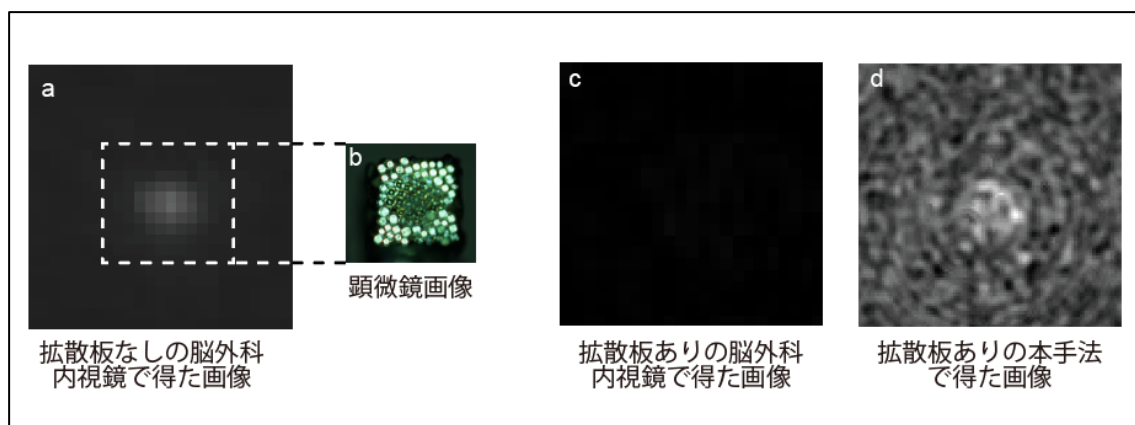 a
b
顕微鏡画像
拡散板なしの脳外科
内視鏡で得た画像
c
拡散板ありの脳外科
内視鏡で得た画像
d
拡散板ありの本手法
で得た画像